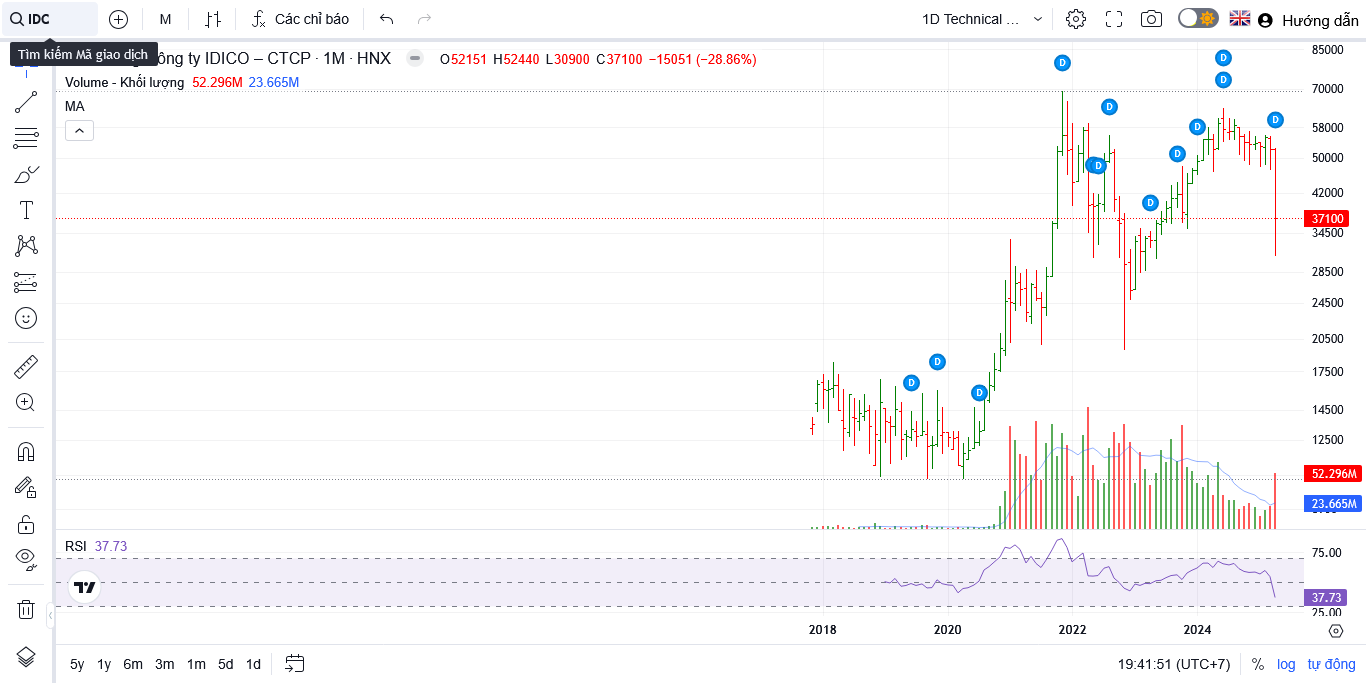 IDC
M
Các chỉ báo
1D Technical ...
Hướng dẫn
Tìm kiếm Mã giao dịch
ông ty IDICO – CTCP · 1M · HNX
O52151 H52440 L30900 C37100 −15051 (−28.86%)
Volume - Khối lượng 52.296M 23.665M
MA
85000
70000
58000
50000
42000
37100
34500
28500
24500
20500
17500
14500
12500
52.296M
23.665M
D
D
D
D
D
D
D
D
D
D
D
D
RSI 37.73
75.00
37.73
25.00
2018 2020 2022 2024
5y 1y 6m 3m 1m 5d 1d
19:41:51 (UTC+7) % log tự động